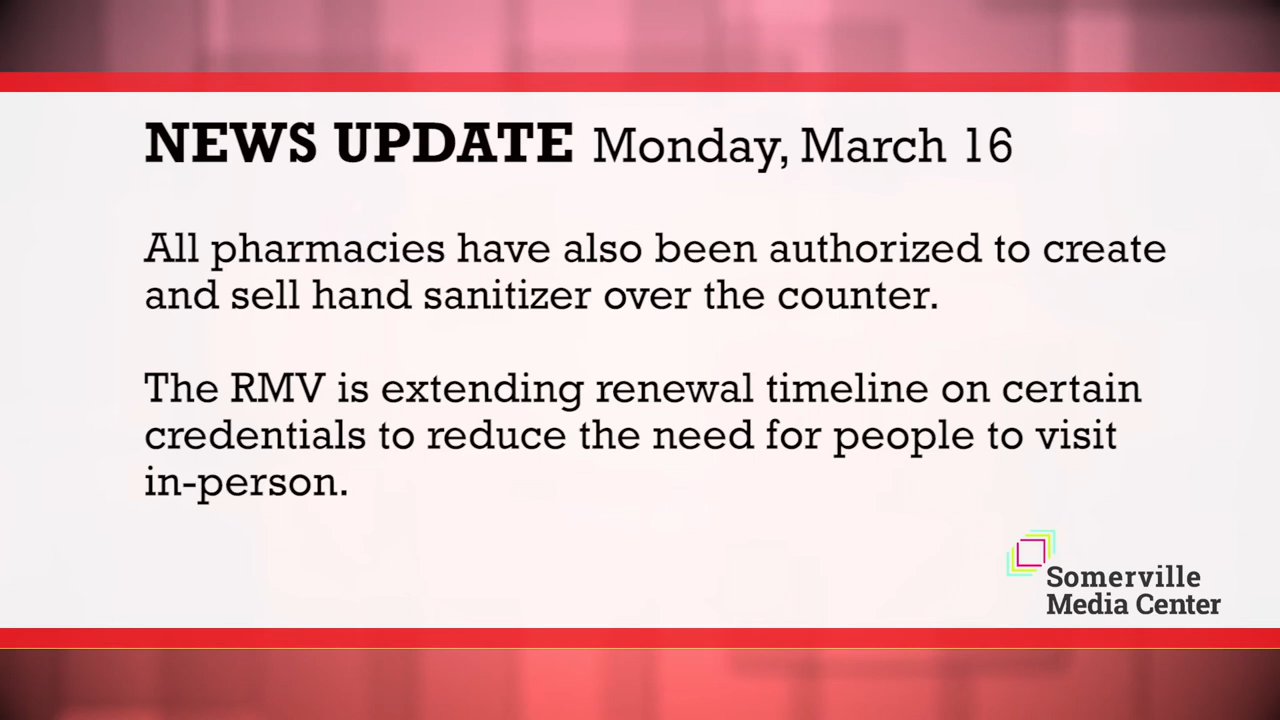 NEWS UPDATE Monday, March 16
All pharmacies have also been authorized to create
and sell hand sanitizer over the counter.
The RMV is extending renewal timeline on certain
credentials to reduce the need for people to visit
in-person.
Somerville
Media Center